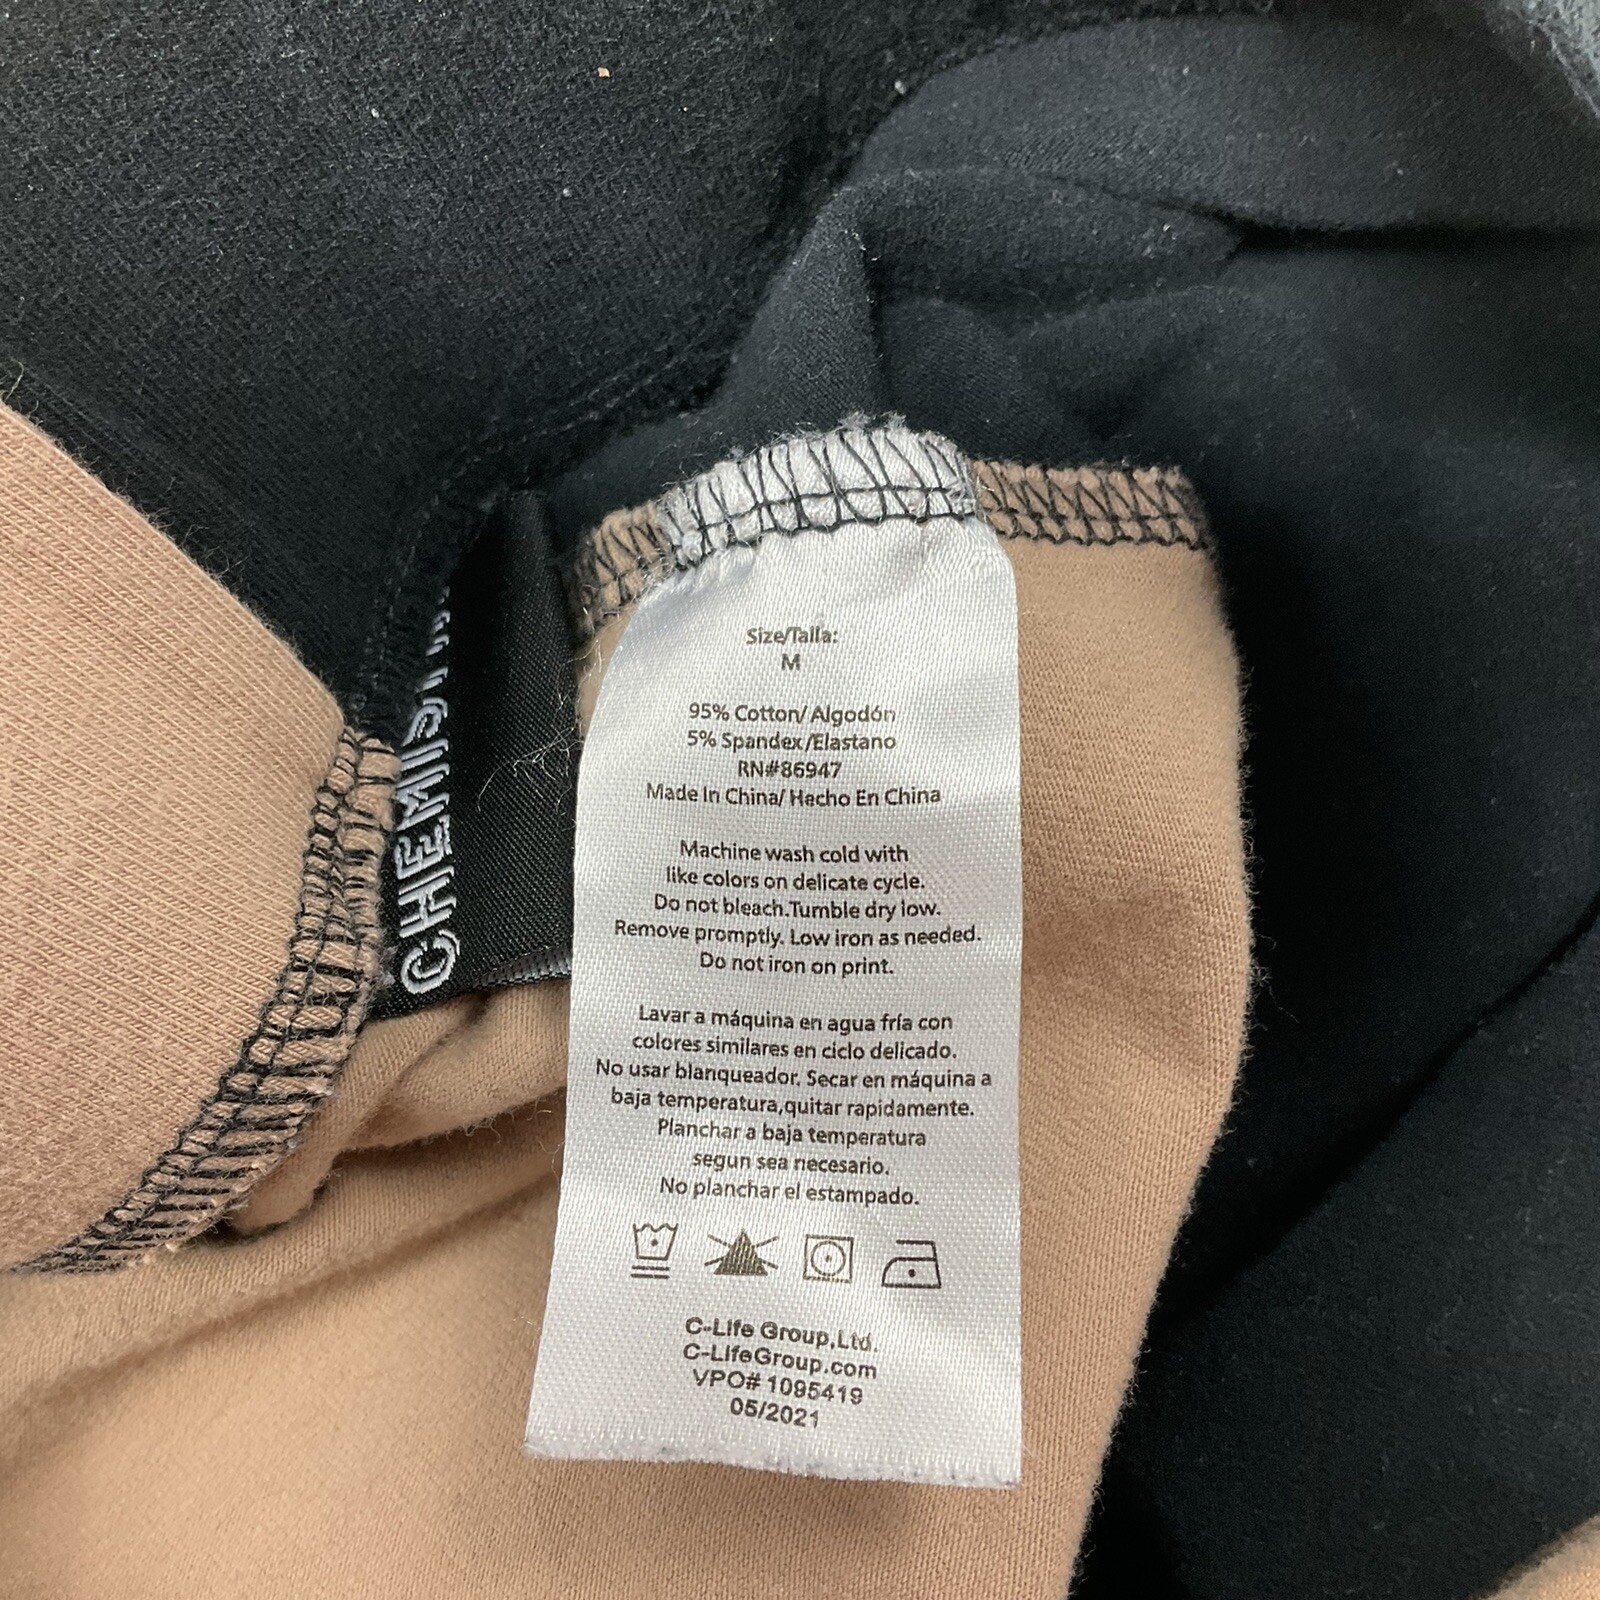 Size/Talla:
M
95% Cotton/Algodón
5% Spandex/Elastano
RN#86947
Made In China/ Hecho En China
Machine wash cold with
like colors on delicate cycle.
Do not bleach.Tumble dry low.
Remove promptly. Low iron as needed.
Do not iron on print.
Lavar a máquina en agua fría con
colores similares en ciclo delicado.
No usar blanqueador. Secar en máquina a
baja temperatura,quitar rapidamente.
Planchar a baja temperatura
segun sea necesario.
No planchar el estampado.
C-Life Group,Ltd.
C-LifeGroup.com
VPO# 1095419
05/2021